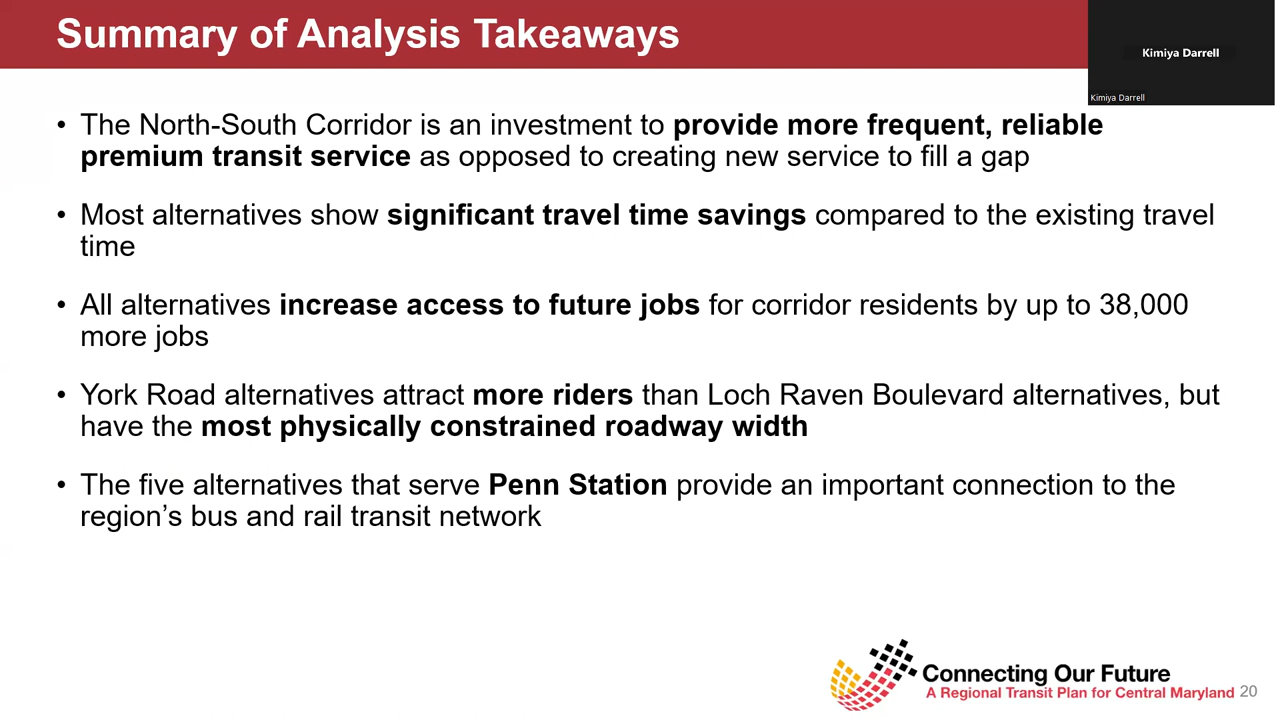 Summary of Analysis Takeaways
Kimiya Darrell
Kimiya Darrell
• The North-South Corridor is an investment to provide more frequent, reliable
premium transit service as opposed to creating new service to fill a gap
• Most alternatives show significant travel time savings compared to the existing travel
time
• All alternatives increase access to future jobs for corridor residents by up to 38,000
more jobs
• York Road alternatives attract more riders than Loch Raven Boulevard alternatives, but
have the most physically constrained roadway width
• The five alternatives that serve Penn Station provide an important connection to the
region’s bus and rail transit network
Connecting Our Future
A Regional Transit Plan for Central Maryland 20